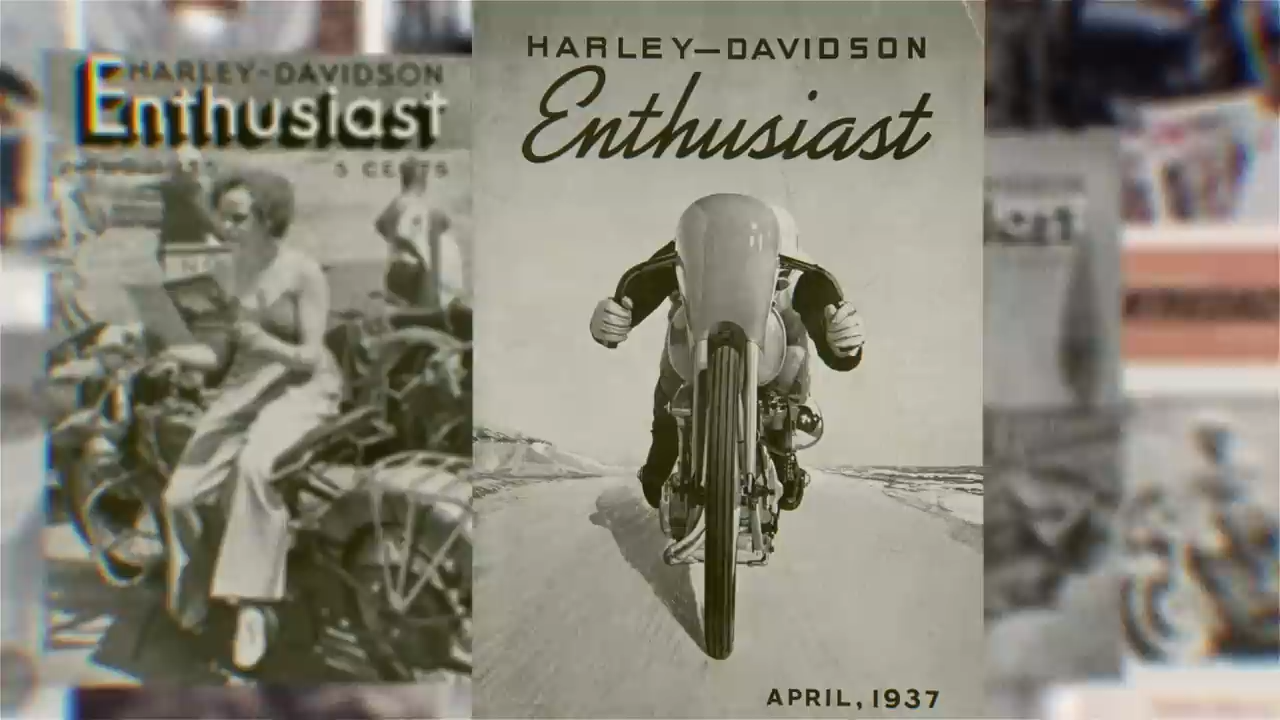 HARLEY-DAVIDSON
Enthusiast
5 CENTS
HARLEY—DAVIDSON
Enthusiast
APRIL, 1937